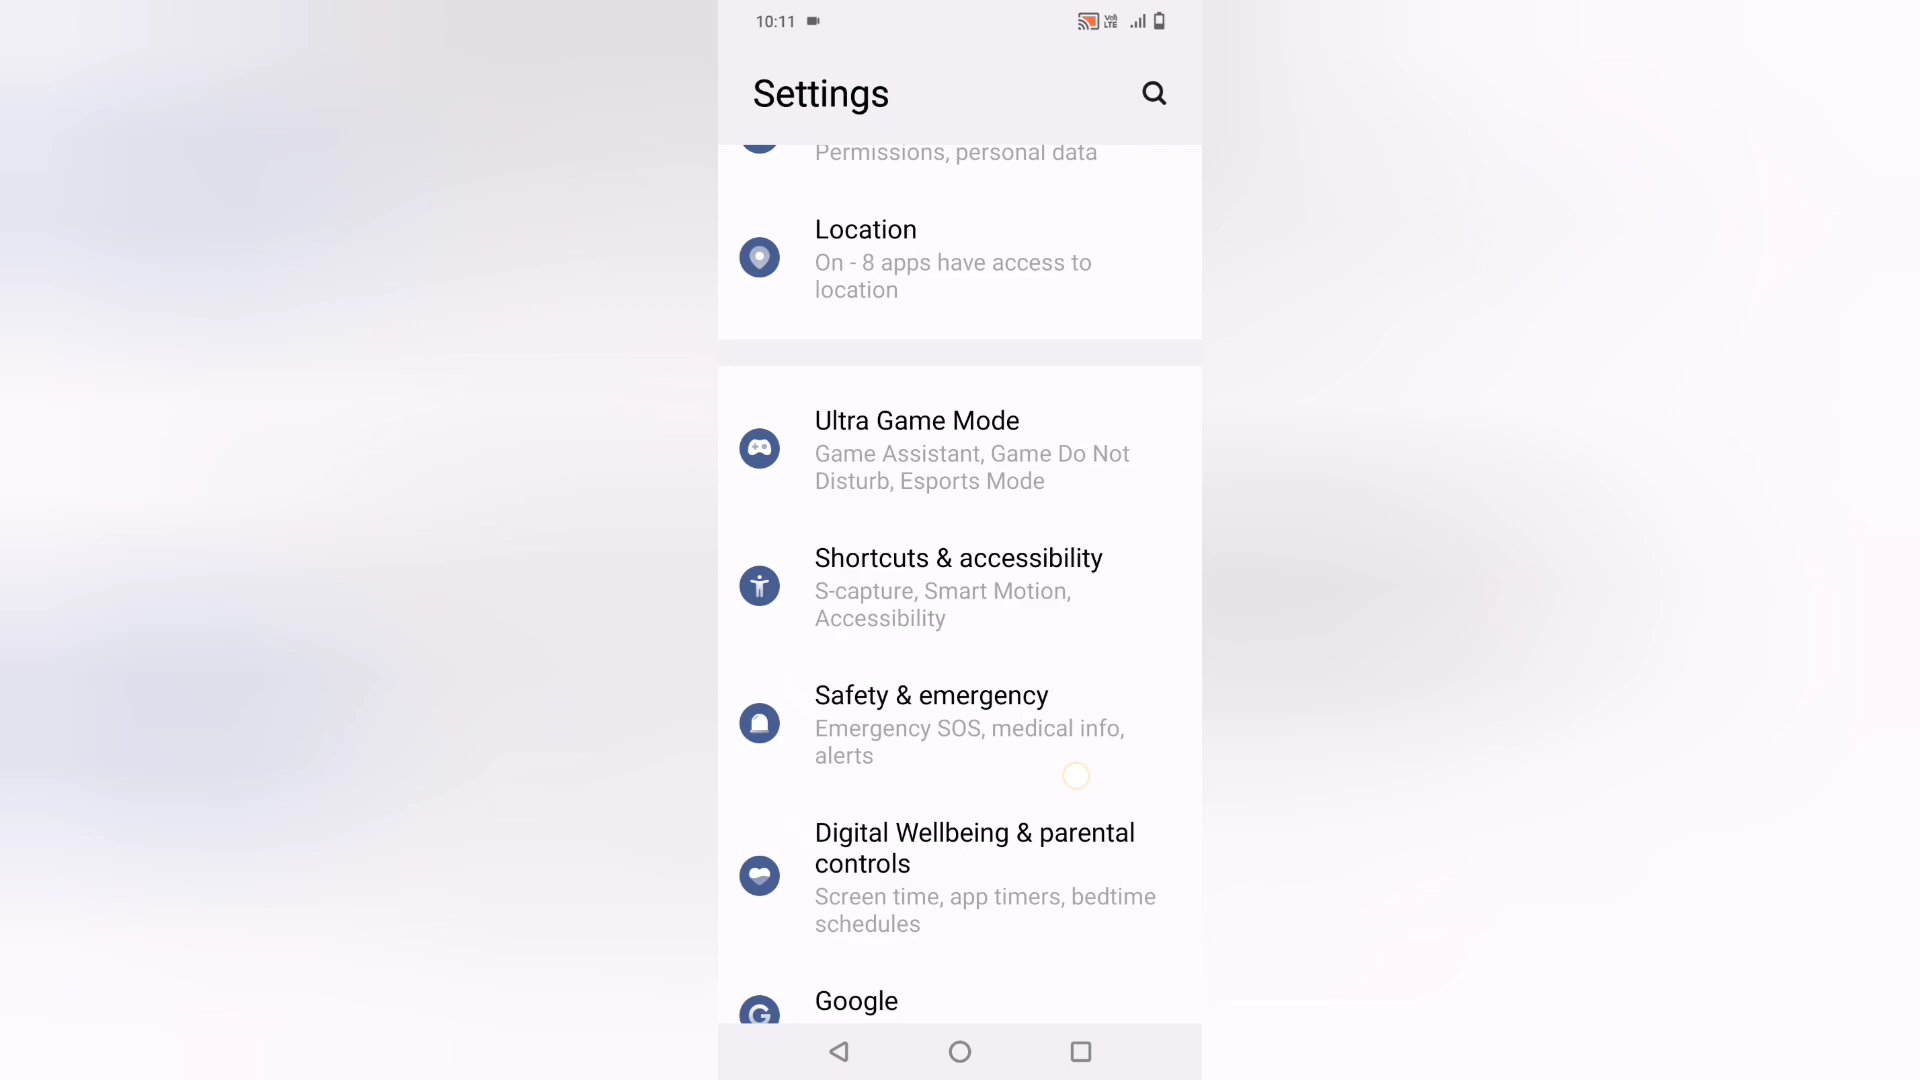 10:11
Vo) LTE
Settings
Permissions, personal data
Location
On - 8 apps have access to
location
Ultra Game Mode
Game Assistant, Game Do Not
Disturb, Esports Mode
Shortcuts & accessibility
S-capture, Smart Motion,
Accessibility
Safety & emergency
Emergency SOS, medical info,
alerts
Digital Wellbeing & parental
controls
Screen time, app timers, bedtime
schedules
Google